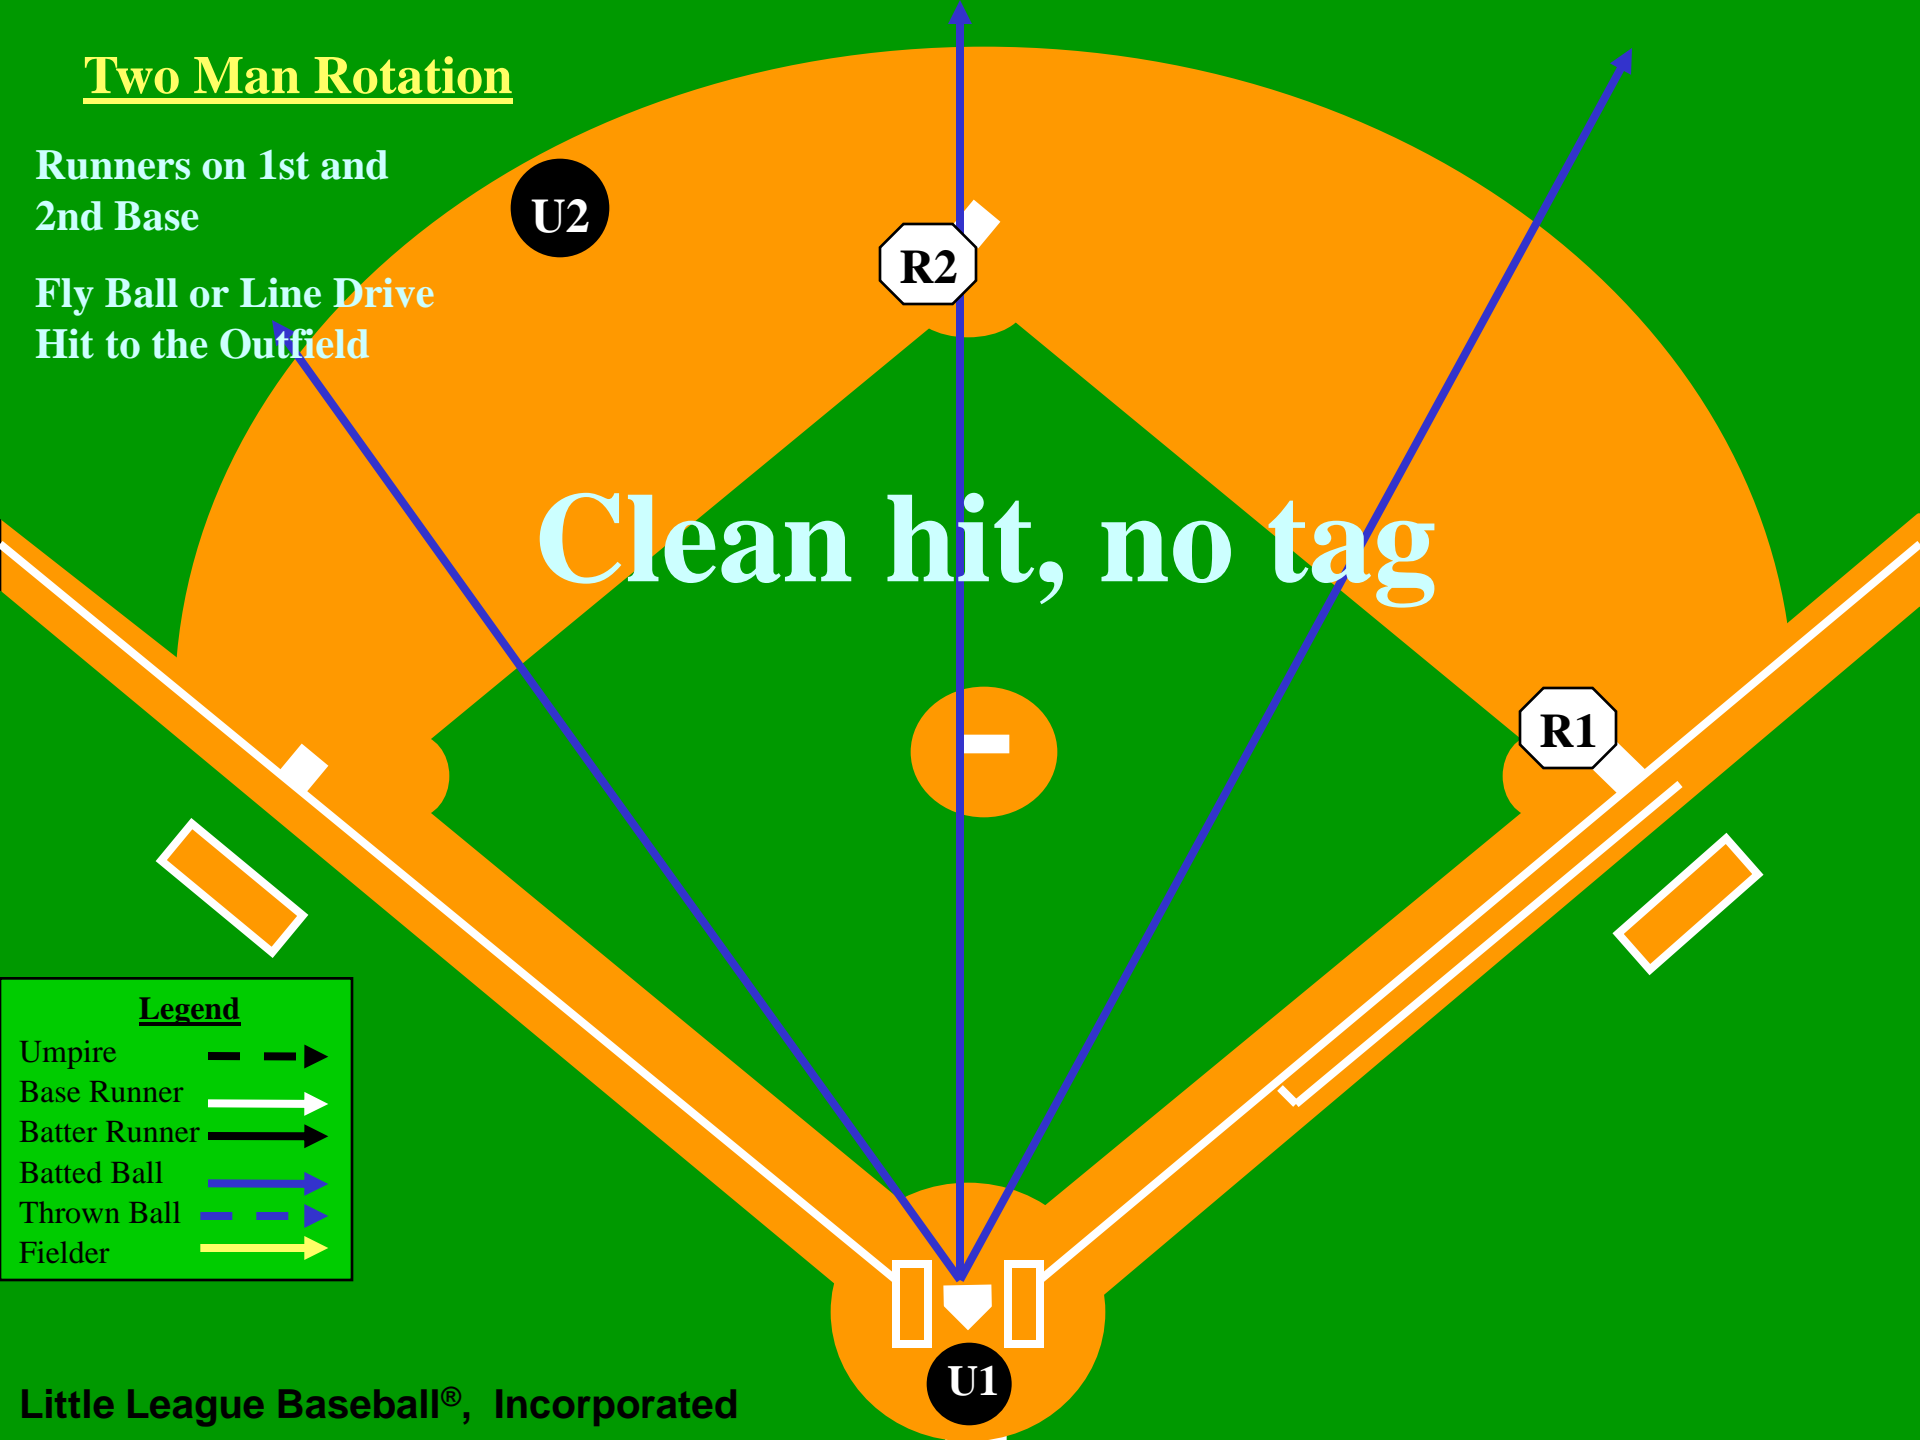 Two Man Rotation
Runners on 1st and
2nd Base
Fly Ball or Line Drive
Hit to the Outfield
U2
R2
Clean hit, no tag
R1
Legend
Umpire
Base Runner
Batter Runner
Batted Ball
Thrown Ball
Fielder
U1
Little League Baseball®, Incorporated